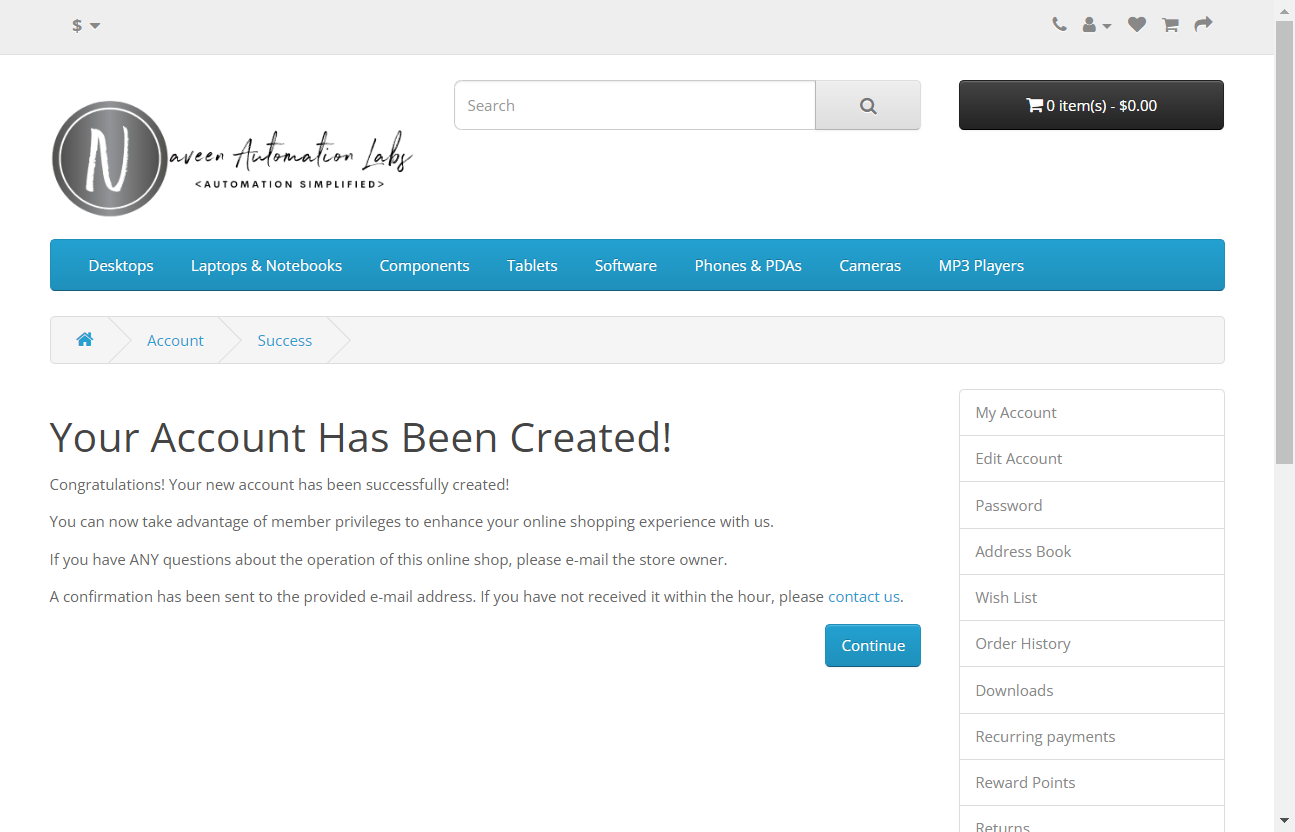 $
Search
0 item(s) - $0.00
N
aveen Automation Labs
<AUTOMATION SIMPLIFIED>
Desktops
Laptops & Notebooks
Components
Tablets
Software
Phones & PDAs
Cameras
MP3 Players
Account
Success
Your Account Has Been Created!
Congratulations! Your new account has been successfully created!
You can now take advantage of member privileges to enhance your online shopping experience with us.
If you have ANY questions about the operation of this online shop, please e-mail the store owner.
A confirmation has been sent to the provided e-mail address. If you have not received it within the hour, please contact us.
Continue
My Account
Edit Account
Password
Address Book
Wish List
Order History
Downloads
Recurring payments
Reward Points
Returns